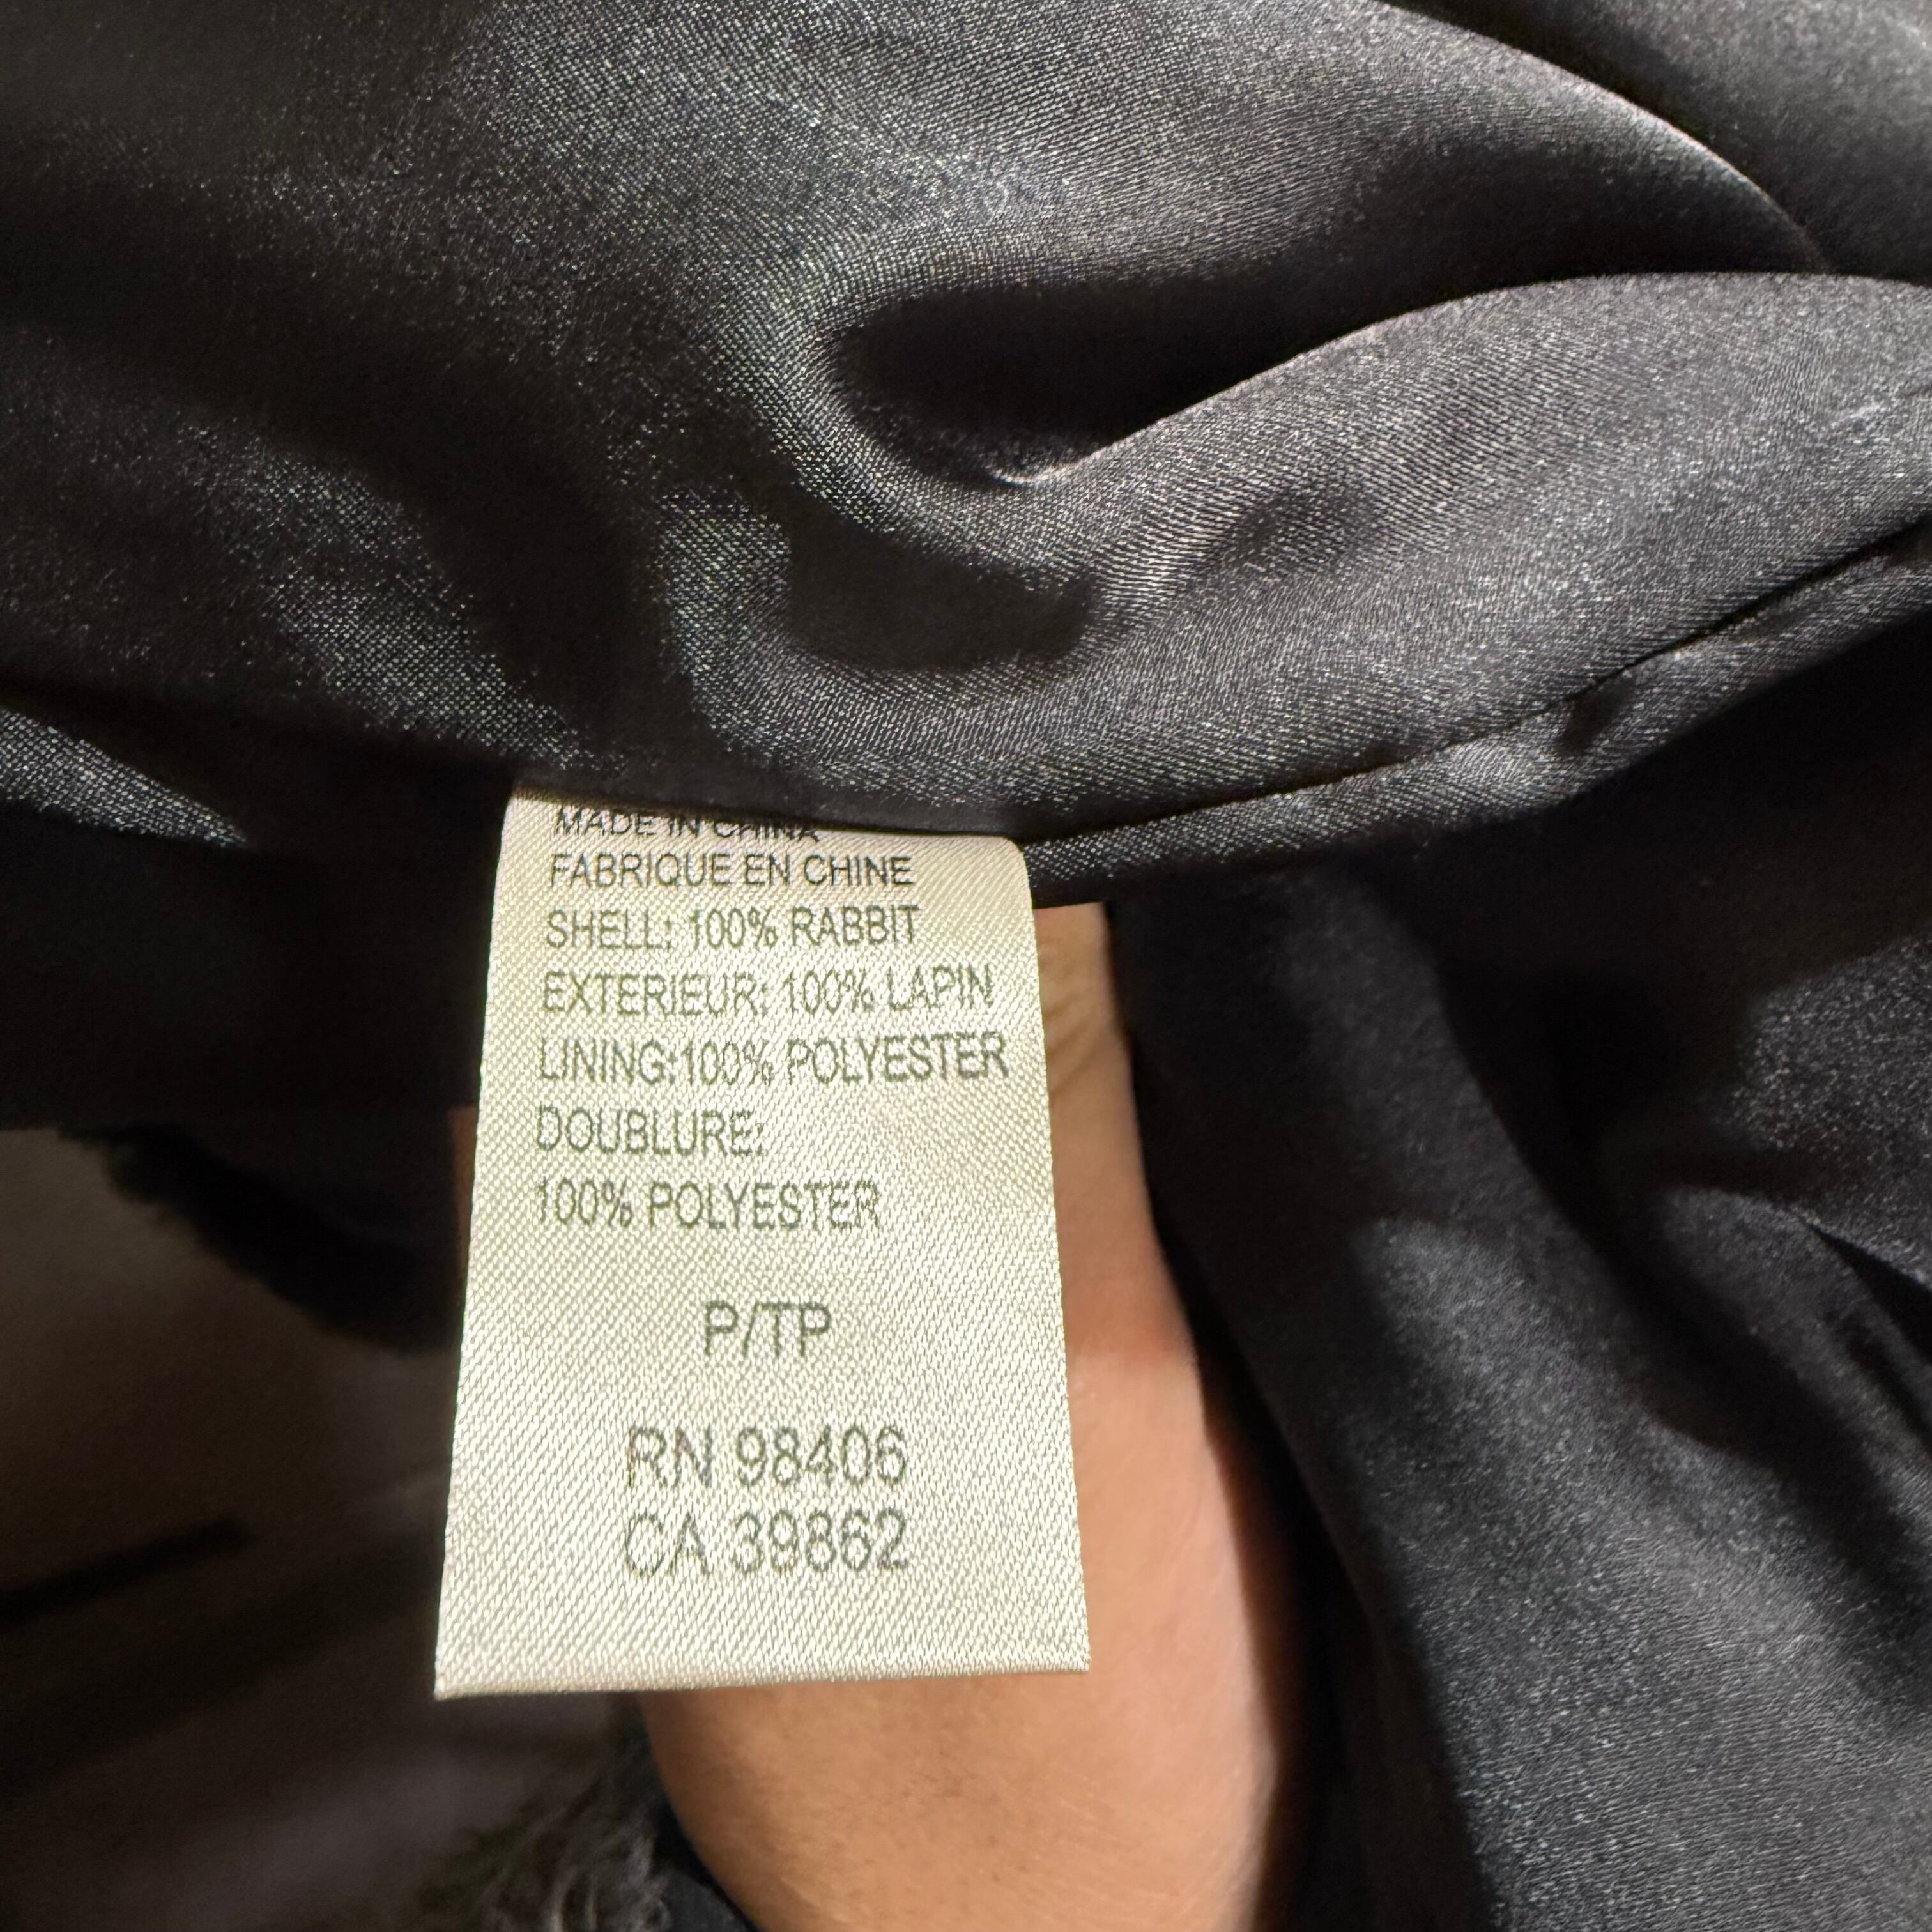 MADE IN CHINA
FABRIQUE EN CHINE
SHELL: 100% RABBIT
EXTERIEUR: 100% LAPIN
LINING:100% POLYESTER
DOUBLURE:
100% POLYESTER
P/TP
RN 98406
CA 39862